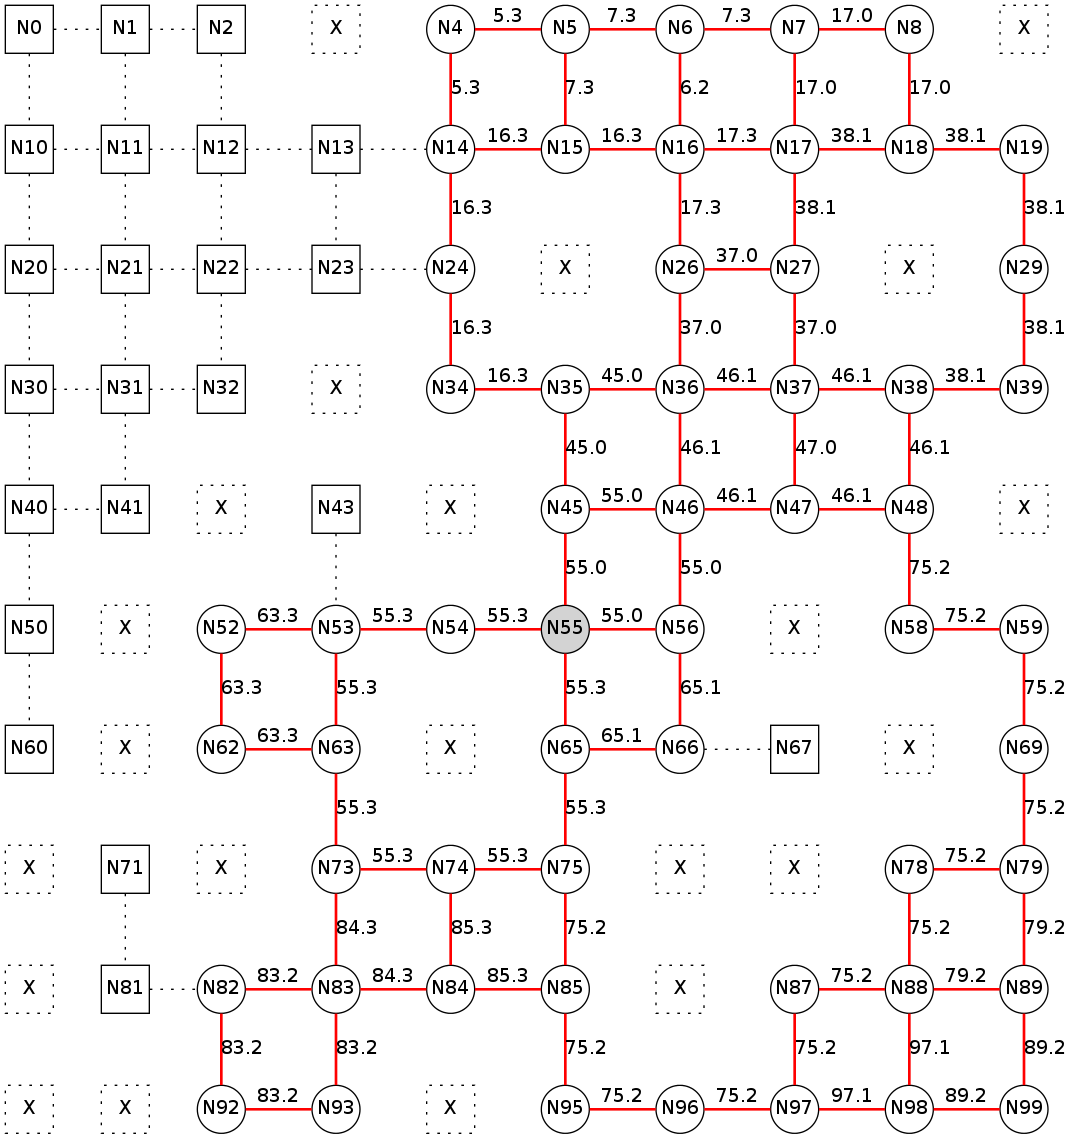 5.3 7.3 7.3 17.0
N0 N1 N2 X N4 N5 N6 N7 N8 X
5.3 7.3 6.2 17.0 17.0
16.3 16.3 17.3 38.1 38.1
N10 N11 N12 N13 N14 N15 N16 N17 N18 N19
16.3 17.3 38.1 38.1
37.0
N20 N21 N22 N23 N24 X N26 N27 X N29
16.3 37.0 37.0 38.1
16.3 45.0 46.1 46.1 38.1
N30 N31 N32 X N34 N35 N36 N37 N38 N39
45.0 46.1 47.0 46.1
55.0 46.1 46.1
N40 N41 X N43 X N45 N46 N47 N48 X
55.0 55.0 75.2
63.3 55.3 55.3 55.0 75.2
N50 X N52 N53 N54 N55 N56 X N58 N59
63.3 55.3 55.3 65.1 75.2
63.3 65.1
N60 X N62 N63 X N65 N66 N67 X N69
55.3 55.3 75.2
55.3 55.3 75.2
X N71 X N73 N74 N75 X X N78 N79
84.3 85.3 75.2 75.2 79.2
83.2 84.3 85.3 75.2 79.2
X N81 N82 N83 N84 N85 X N87 N88 N89
83.2 83.2 75.2 75.2 97.1 89.2
83.2 75.2 75.2 97.1 89.2
X X N92 N93 X N95 N96 N97 N98 N99